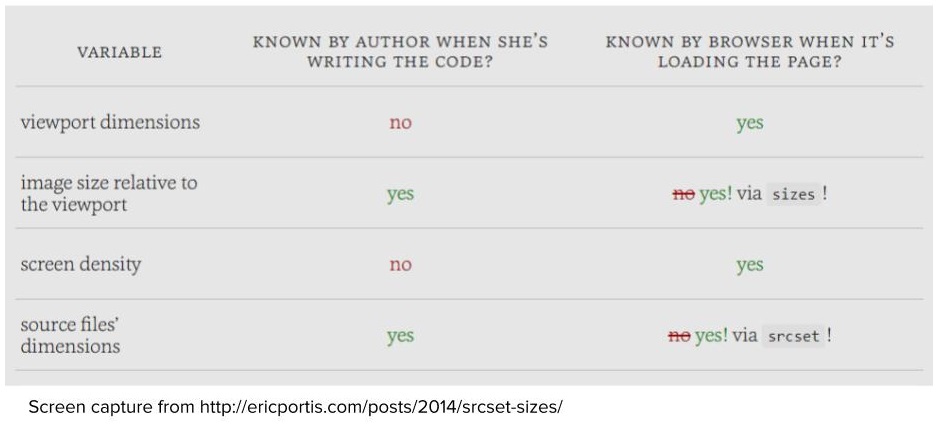 VARIABLE
KNOWN BY AUTHOR WHEN SHE'S
WRITING THE CODE?
KNOWN BY BROWSER WHEN IT'S
LOADING THE PAGE?
viewport dimensions
no
yes
image size relative to
the viewport
yes
no yes! via sizes !
screen density
no
yes
source files'
dimensions
yes
no yes! via srcset !
Screen capture from http://ericportis.com/posts/2014/srcset-sizes/